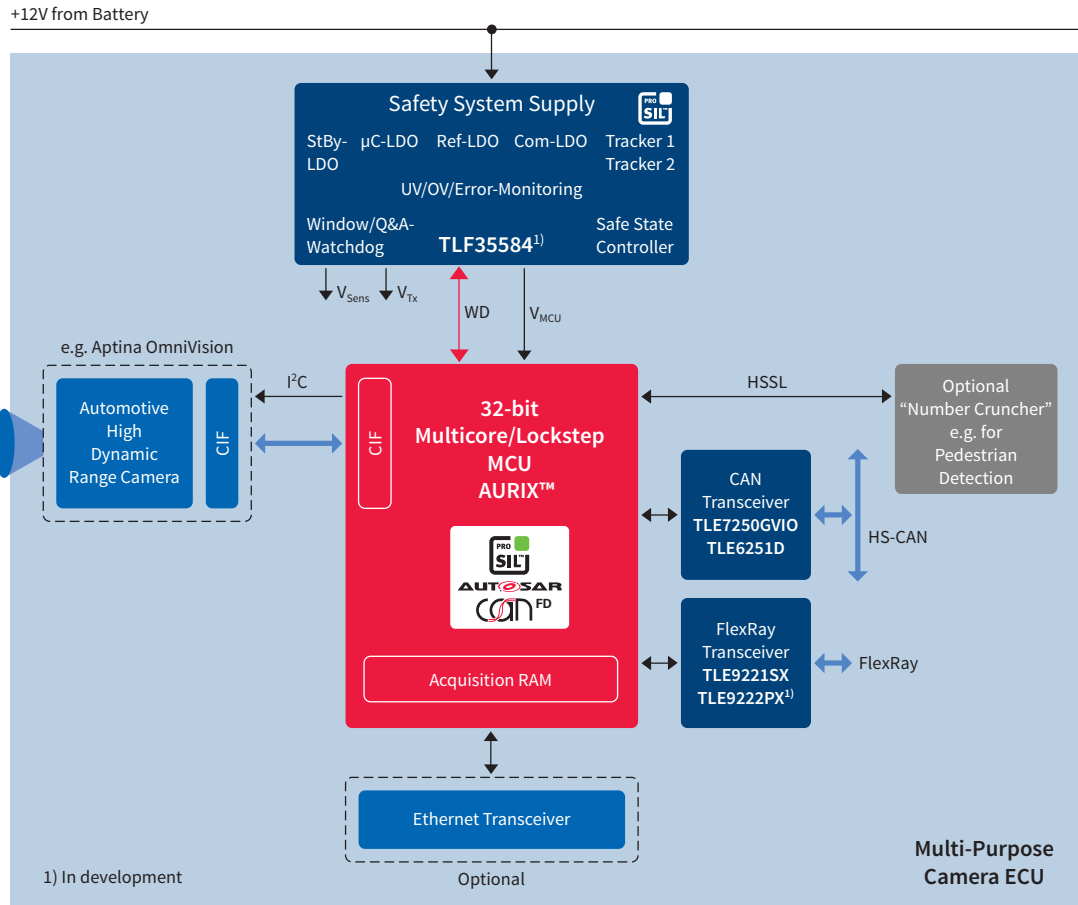 +12V from Battery
Safety System Supply
PRO
SIL™
StBy-
LDO
µC-LDO
Ref-LDO
Com-LDO
Tracker 1
Tracker 2
UV/OV/Error-Monitoring
Window/Q&A-
Watchdog
TLF35584¹⁾
Safe State
Controller
V_Sens
V_Tx
WD
V_MCU
e.g. Aptina OmniVision
Automotive
High
Dynamic
Range Camera
CIF
I²C
CIF
32-bit
Multicore/Lockstep
MCU
AURIX™
PRO
SIL™
AUTOSAR
CAN FD
Acquisition RAM
HSSL
Optional
“Number Cruncher”
e.g. for
Pedestrian
Detection
CAN
Transceiver
TLE7250GVIO
TLE6251D
HS-CAN
FlexRay
Transceiver
TLE9221SX
TLE9222PX¹⁾
FlexRay
Ethernet Transceiver
Optional
1) In development
Multi-Purpose
Camera ECU